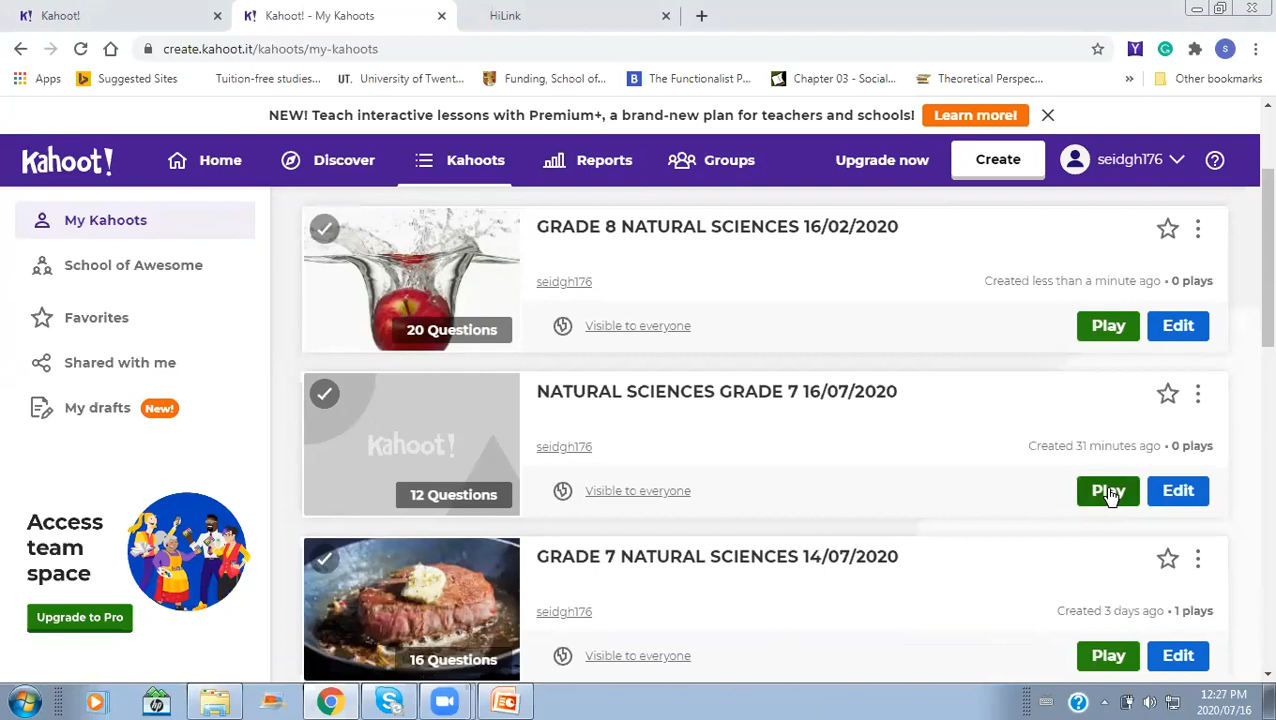 Kahoot!
Kahoot! - My Kahoots
HiLink
create.kahoot.it/kahoots/my-kahoots
S
Apps
Suggested Sites
Tuition-free studies...
UT. University of Twent...
Funding, School of...
B The Functionalist P...
Chapter 03 - Social...
Theoretical Perspec...
»
Other bookmarks
NEW! Teach interactive lessons with Premium+, a brand-new plan for teachers and schools!
Learn more!
Kahoot!
Home
Discover
Kahoots
Reports
Groups
Upgrade now
Create
seidgh176
My Kahoots
School of Awesome
Favorites
Shared with me
My drafts New!
Access
team
space
Upgrade to Pro
GRADE 8 NATURAL SCIENCES 16/02/2020
seidgh176
Created less than a minute ago • 0 plays
20 Questions
Visible to everyone
Play
Edit
NATURAL SCIENCES GRADE 7 16/07/2020
Kahoot!
seidgh176
Created 31 minutes ago • 0 plays
12 Questions
Visible to everyone
Play
Edit
GRADE 7 NATURAL SCIENCES 14/07/2020
seidgh176
Created 3 days ago • 1 plays
16 Questions
Visible to everyone
Play
Edit
12:27 PM
2020/07/16